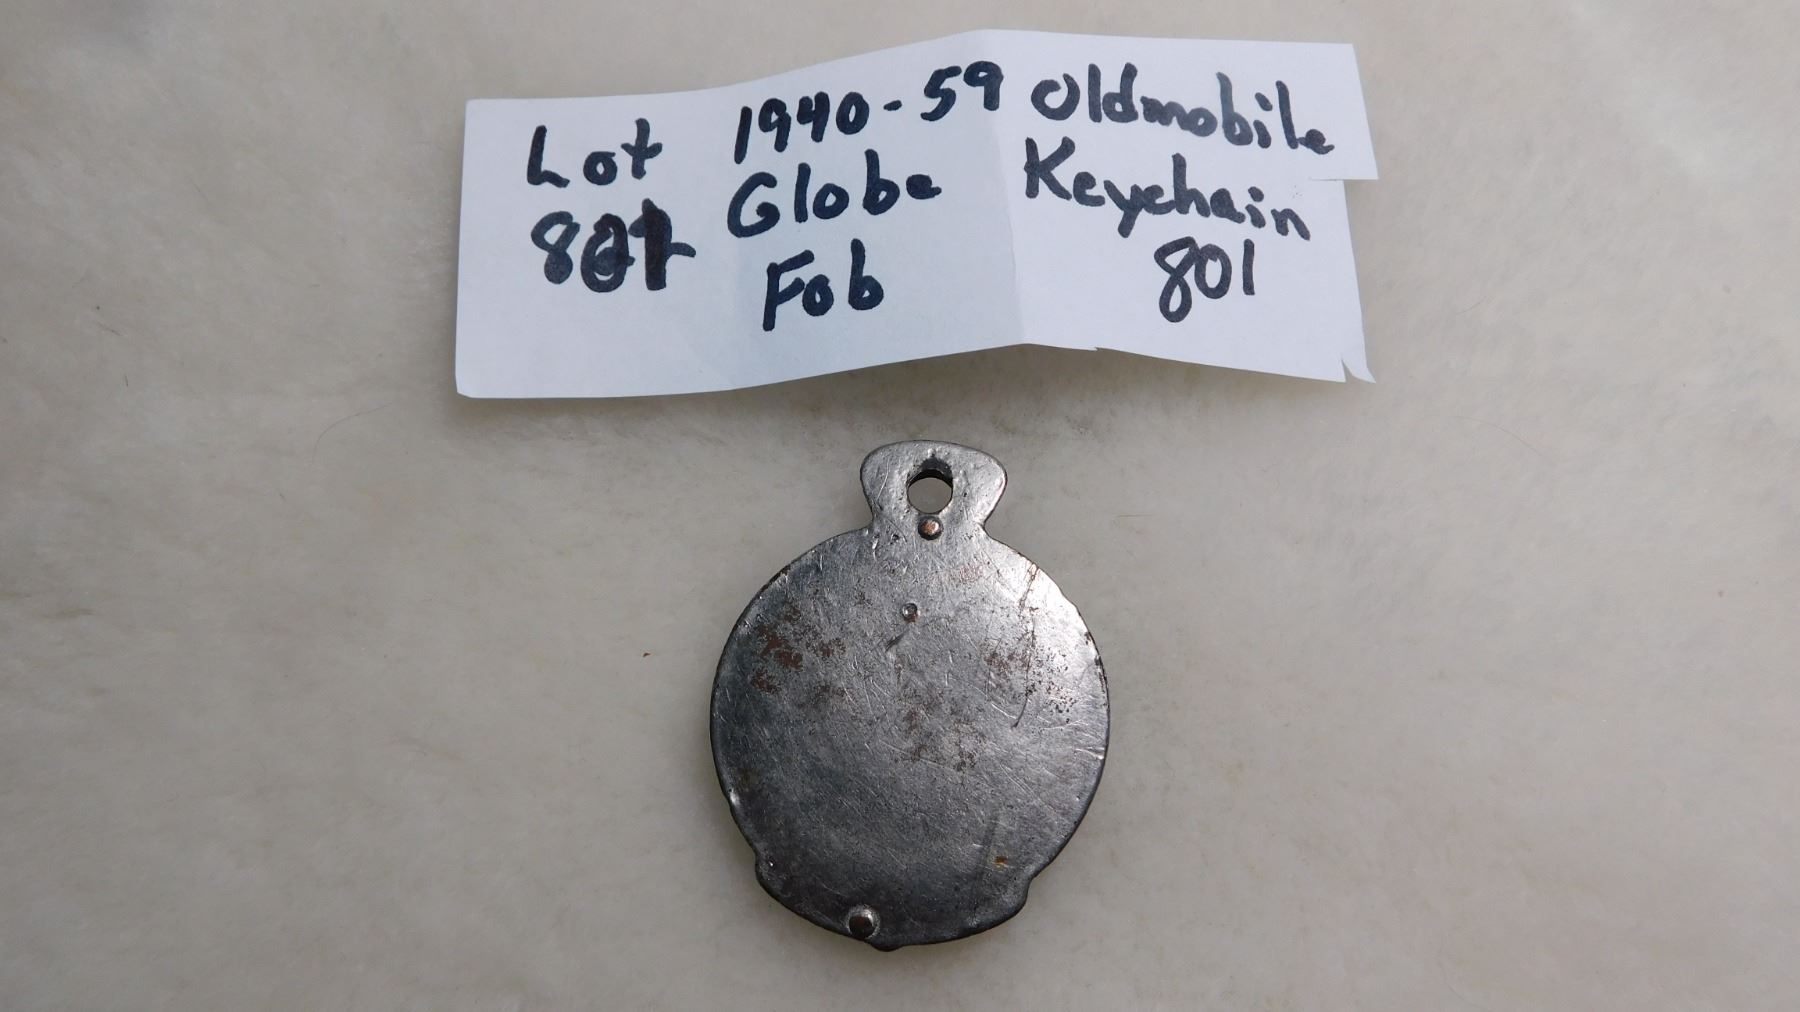 Lot 1940-59 Oldmobile
Globe Keychain
Fob 801